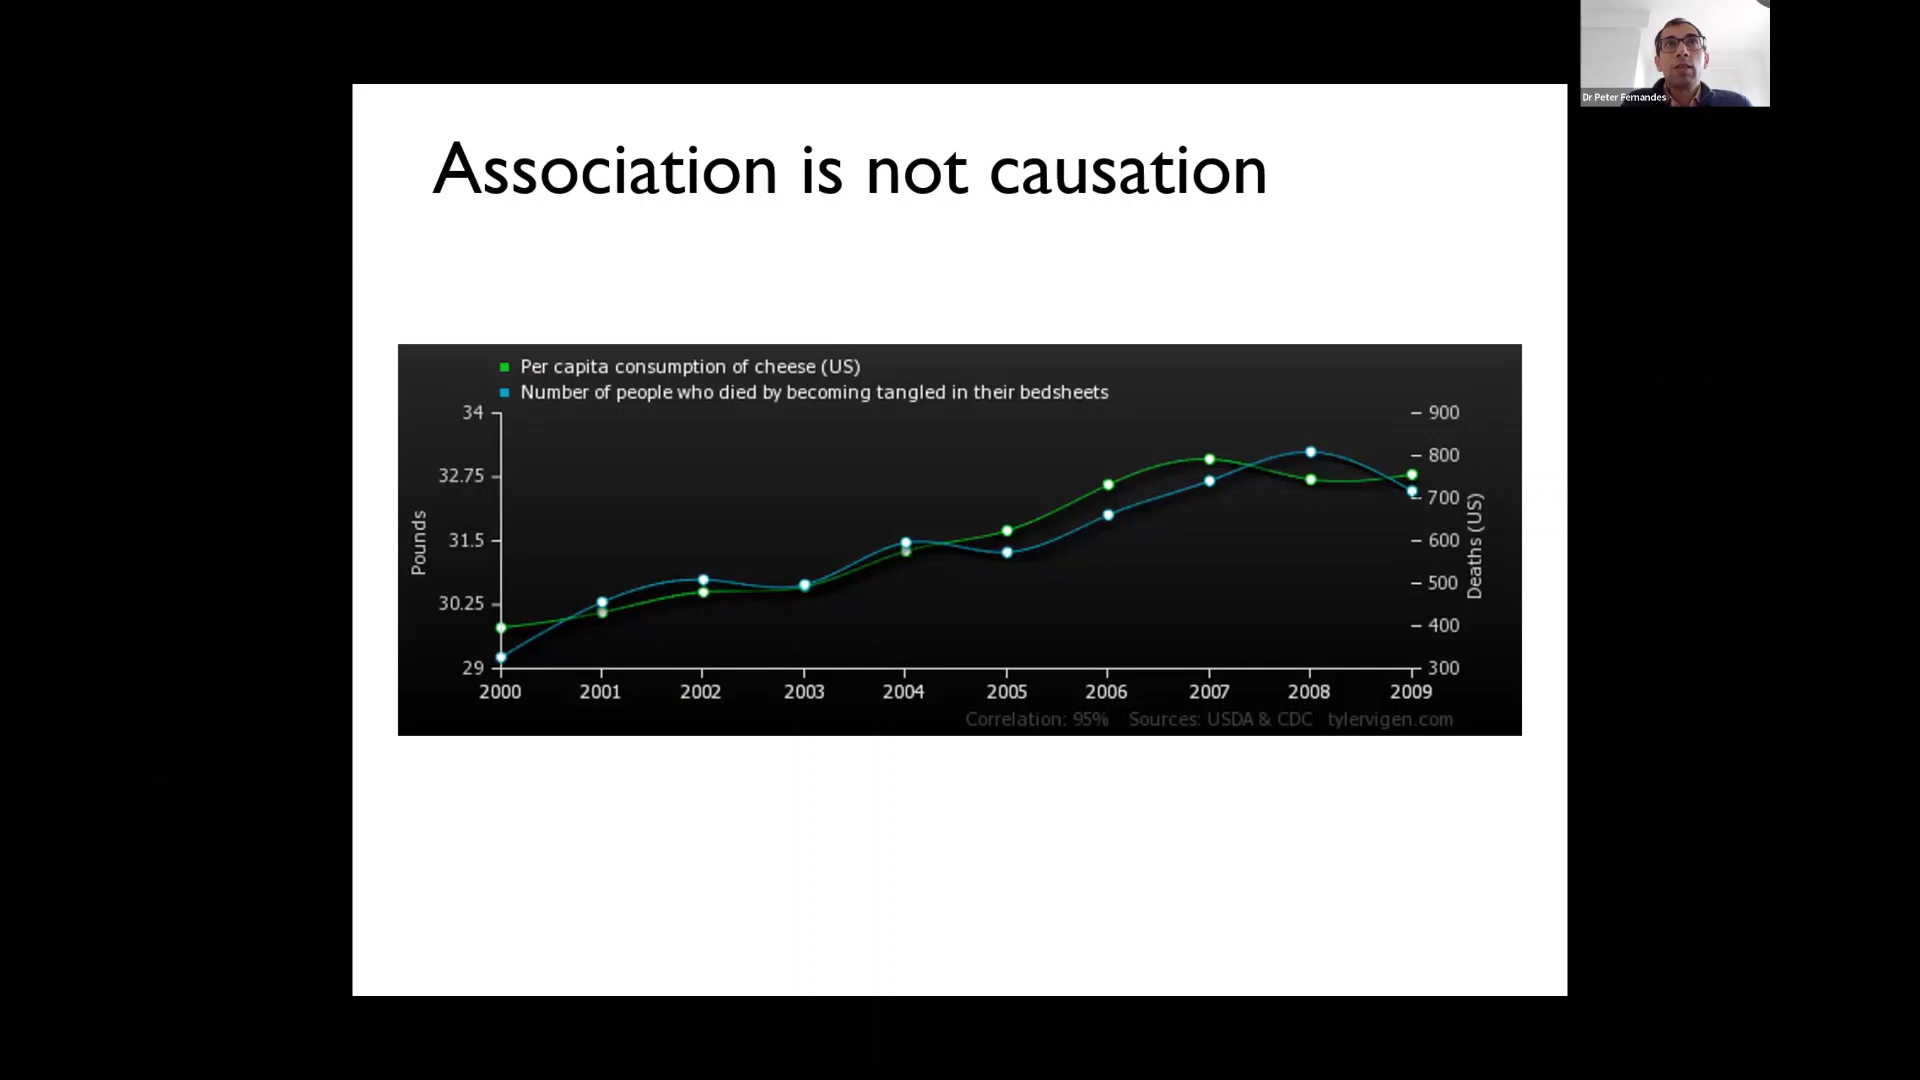 Dr Peter Fernandes
Association is not causation
Per capita consumption of cheese (US)
Number of people who died by becoming tangled in their bedsheets
34
32.75
31.5
30.25
29
Pounds
900
800
700
600
500
400
300
Deaths (US)
2000 2001 2002 2003 2004 2005 2006 2007 2008 2009
Correlation: 95% Sources: USDA & CDC tylervigen.com